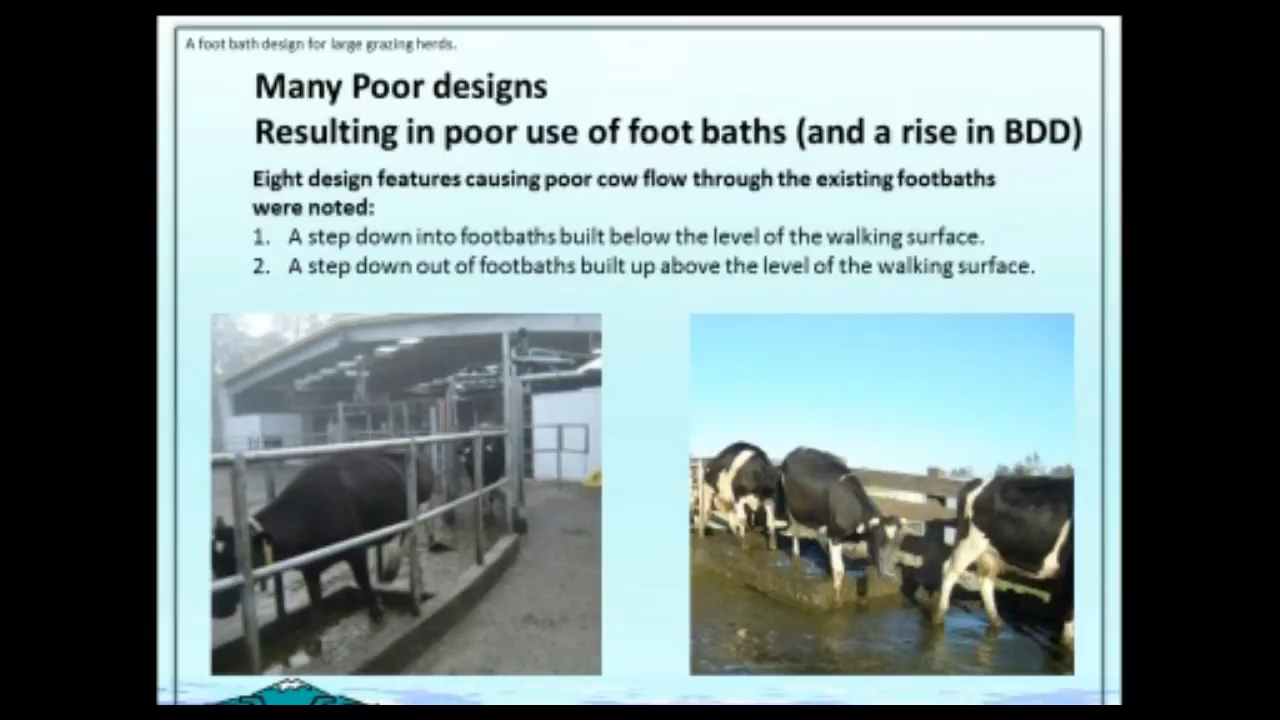 A foot bath design for large grazing herds.
Many Poor designs
Resulting in poor use of foot baths (and a rise in BDD)
Eight design features causing poor cow flow through the existing footbaths
were noted:
1. A step down into footbaths built below the level of the walking surface.
2. A step down out of footbaths built up above the level of the walking surface.